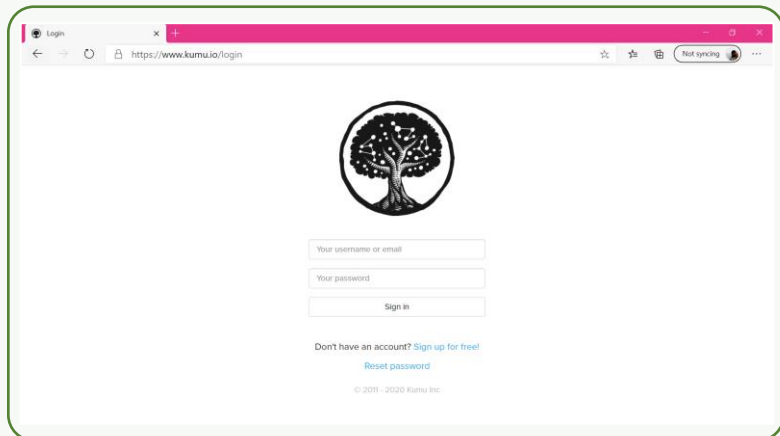 Login
https://www.kumu.io/login
Not syncing
Your username or email
Your password
Sign in
Don't have an account? Sign up for free!
Reset password
© 2011 - 2020 Kumu Inc